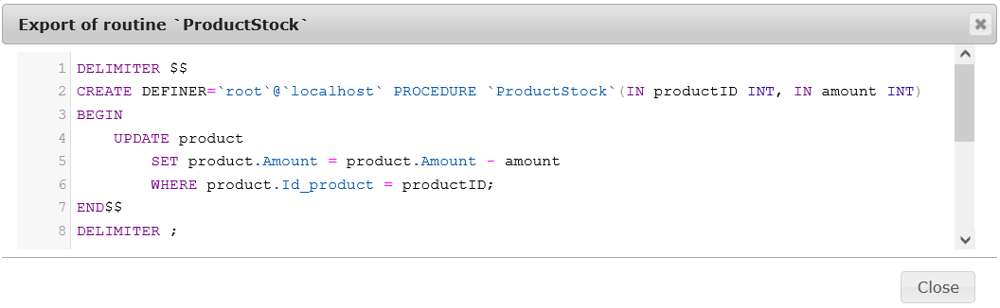 Export of routine `ProductStock`
1 DELIMITER $$
2 CREATE DEFINER=`root`@`localhost` PROCEDURE `ProductStock`(IN productID INT, IN amount INT)
3 BEGIN
4 UPDATE product
5 SET product.Amount = product.Amount - amount
6 WHERE product.Id_product = productID;
7 END$$
8 DELIMITER ;
Close